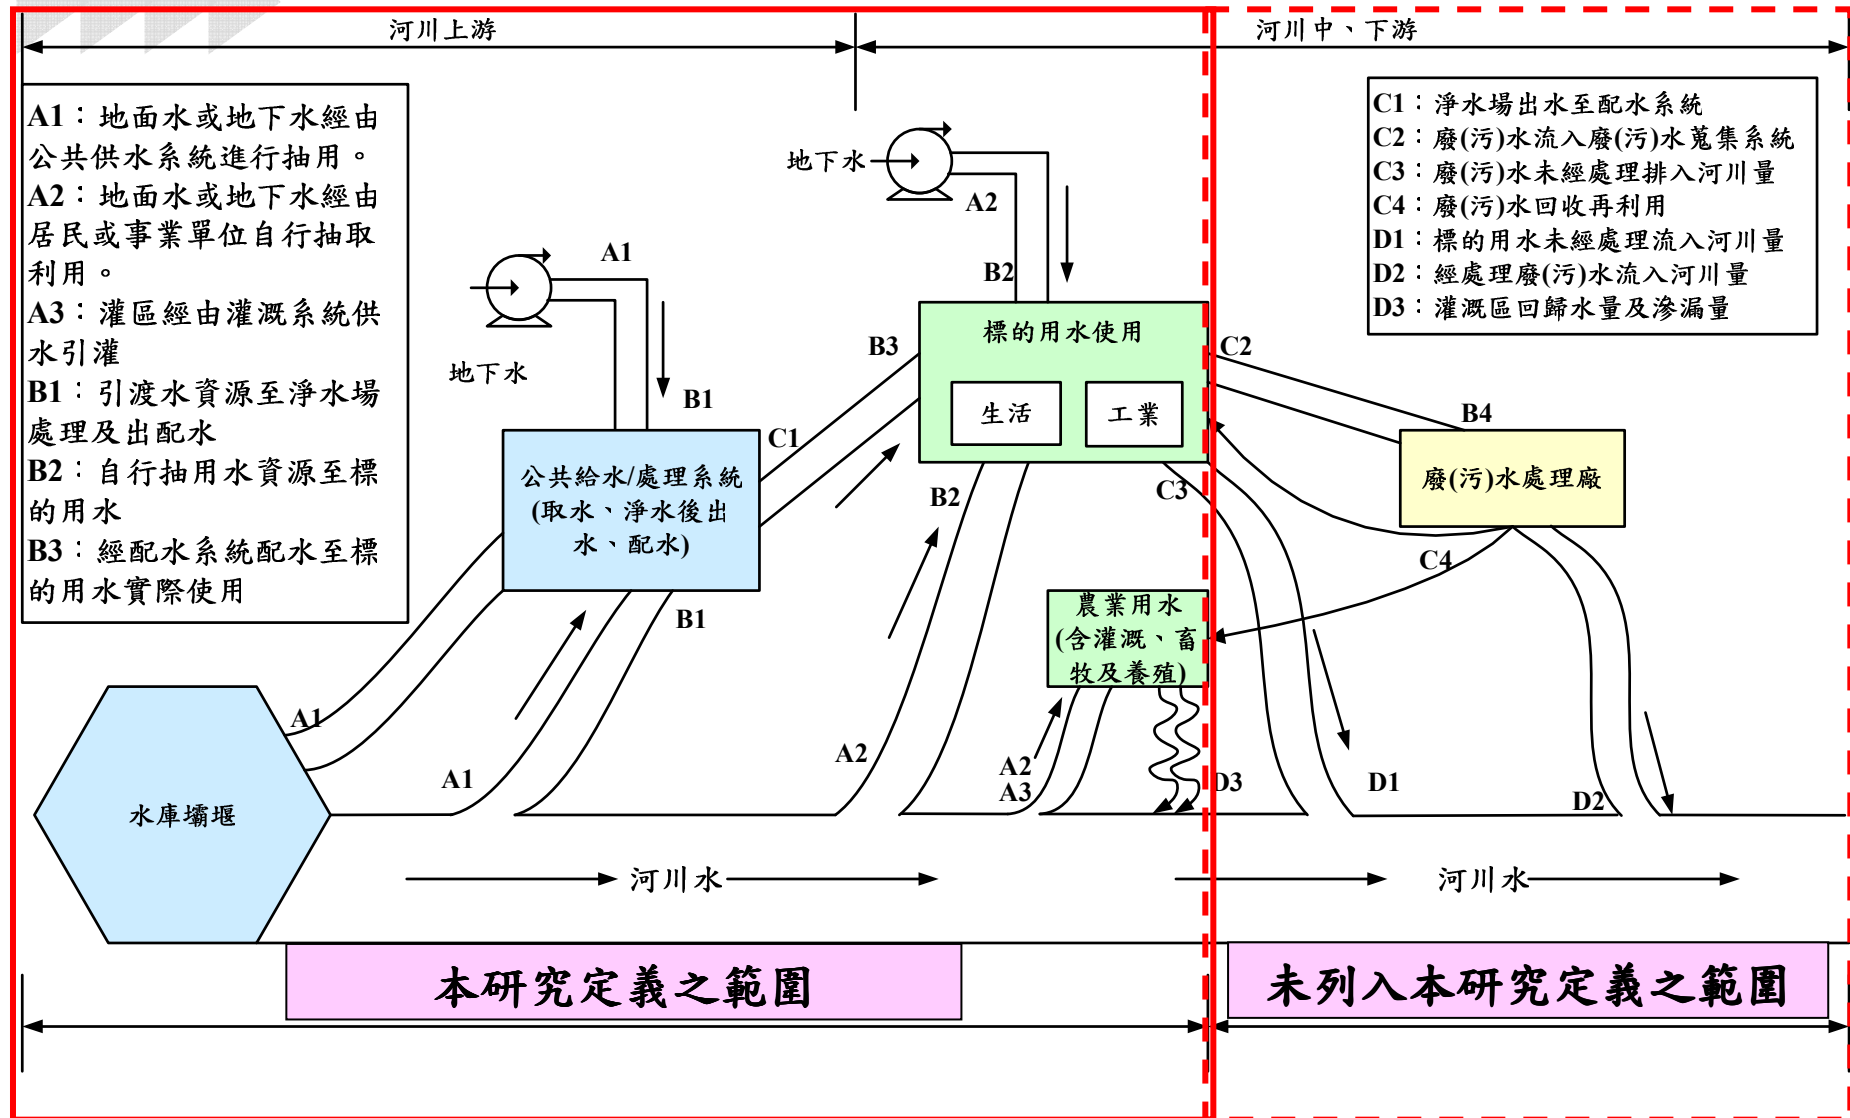 河川上游
河川中、下游
A1：地面水或地下水經由
公共供水系統進行抽用。
A2：地面水或地下水經由
居民或事業單位自行抽取
利用。
A3：灌區經由灌溉系統供
水引灌
B1：引渡水資源至淨水場
處理及出配水
B2：自行抽用水資源至標
的用水
B3：經配水系統配水至標
的用水實際使用
C1：淨水場出水至配水系統
C2：廢(污)水流入廢(污)水蒐集系統
C3：廢(污)水未經處理排入河川量
C4：廢(污)水回收再利用
D1：標的用水未經處理流入河川量
D2：經處理廢(污)水流入河川量
D3：灌溉區回歸水量及滲漏量
地下水
A2
B2
A1
地下水
B1
B3
標的用水使用
生活
工業
C2
B4
C1
公共給水/處理系統
(取水、淨水後出
水、配水)
B2
C3
廢(污)水處理廠
C4
B1
農業用水
(含灌溉、畜
牧及養殖)
A1
A1
A2
A2
A3
D3
D1
D2
水庫壩堰
河川水
河川水
本研究定義之範圍
未列入本研究定義之範圍